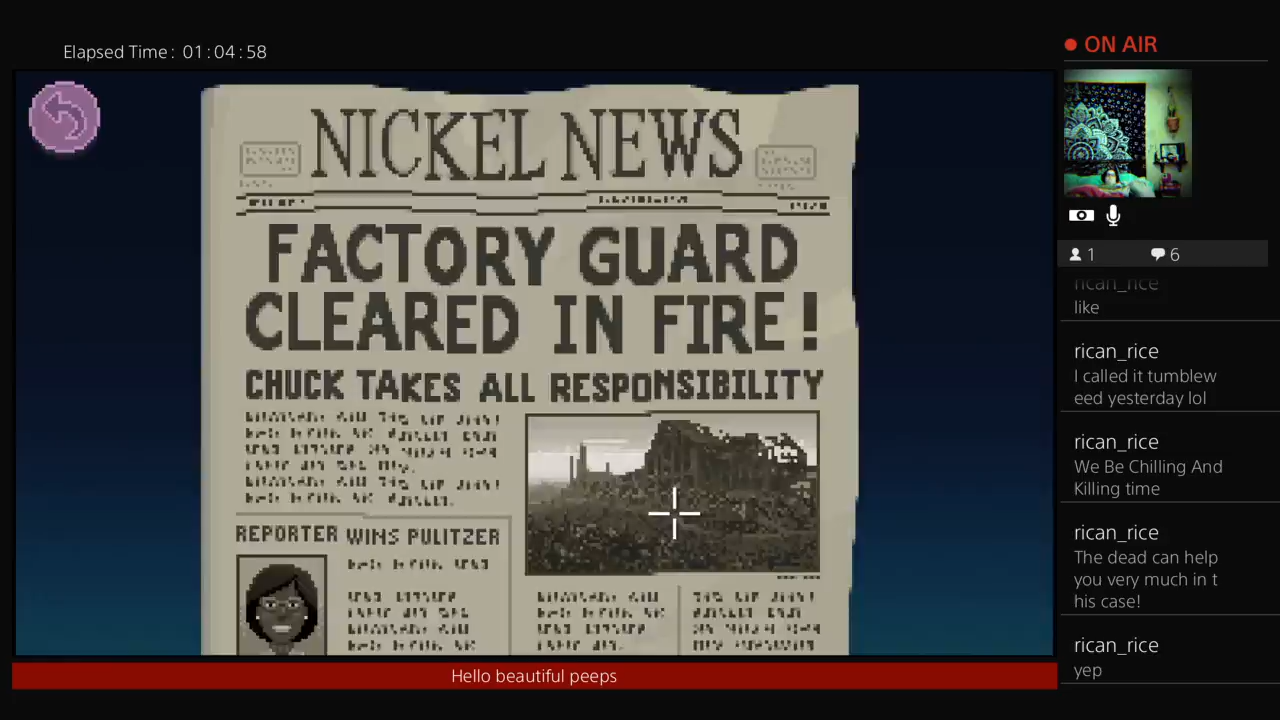 Elapsed Time: 01:04:58
ON AIR
NICKEL NEWS
FACTORY GUARD
CLEARED IN FIRE!
CHUCK TAKES ALL RESPONSIBILITY
REPORTER WINS PULITZER
1
6
rican_rice
like
rican_rice
I called it tumblew
eed yesterday lol
rican_rice
We Be Chilling And
Killing time
rican_rice
The dead can help
you very much in t
his case!
rican_rice
yep
Hello beautiful peeps